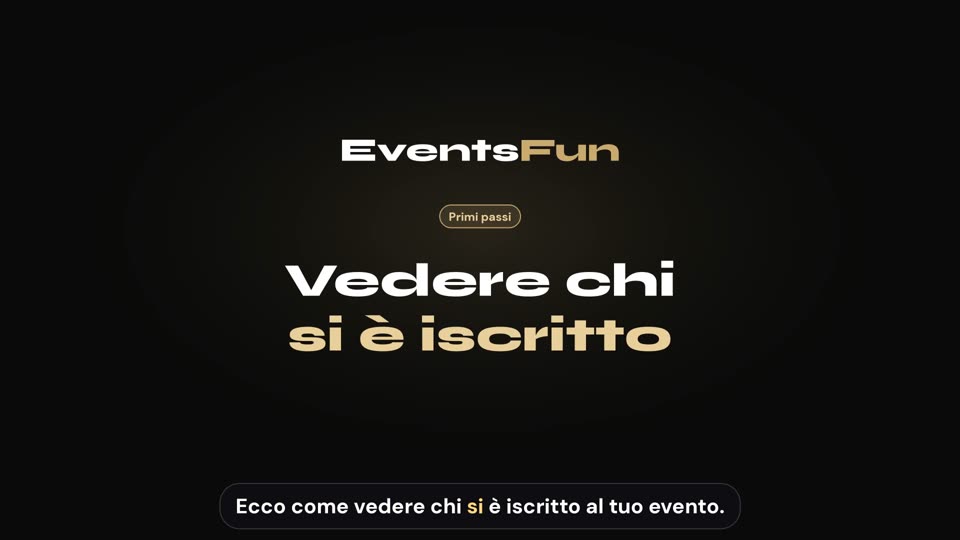 EventsFun
Primi passi
Vedere chi
si è iscritto
Ecco come vedere chi si è iscritto al tuo evento.